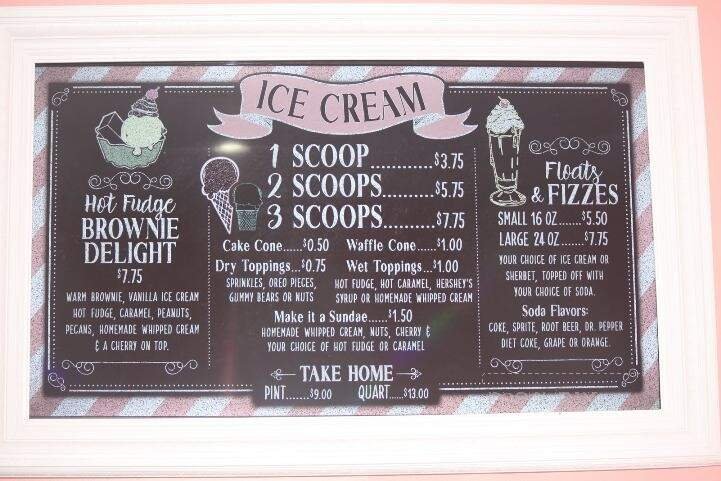 ICE CREAM
1 SCOOP..........$3.75
2 SCOOPS........$5.75
3 SCOOPS........$7.75
Cake Cone......$0.50 Waffle Cone.....$1.00
Dry Toppings...$0.75 Wet Toppings...$1.00
SPRINKLES, OREO PIECES,
GUMMY BEARS OR NUTS
HOT FUDGE, HOT CARAMEL, HERSHEY'S
SYRUP OR HOMEMADE WHIPPED CREAM
Make it a Sundae.....$1.50
HOMEMADE WHIPPED CREAM, NUTS, CHERRY &
YOUR CHOICE OF HOT FUDGE OR CARAMEL
TAKE HOME
PINT.......$9.00 QUART.....$13.00
Hot Fudge
BROWNIE
DELIGHT
$7.75
WARM BROWNIE, VANILLA ICE CREAM
HOT FUDGE, CARAMEL, PEANUTS,
PECANS, HOMEMADE WHIPPED CREAM
& A CHERRY ON TOP.
Floats
& FIZZES
SMALL 16 OZ......$5.50
LARGE 24 OZ......$7.75
YOUR CHOICE OF ICE CREAM OR
SHERBET, TOPPED OFF WITH
YOUR CHOICE OF SODA.
Soda Flavors:
COKE, SPRITE, ROOT BEER, DR. PEPPER
DIET COKE, GRAPE OR ORANGE.